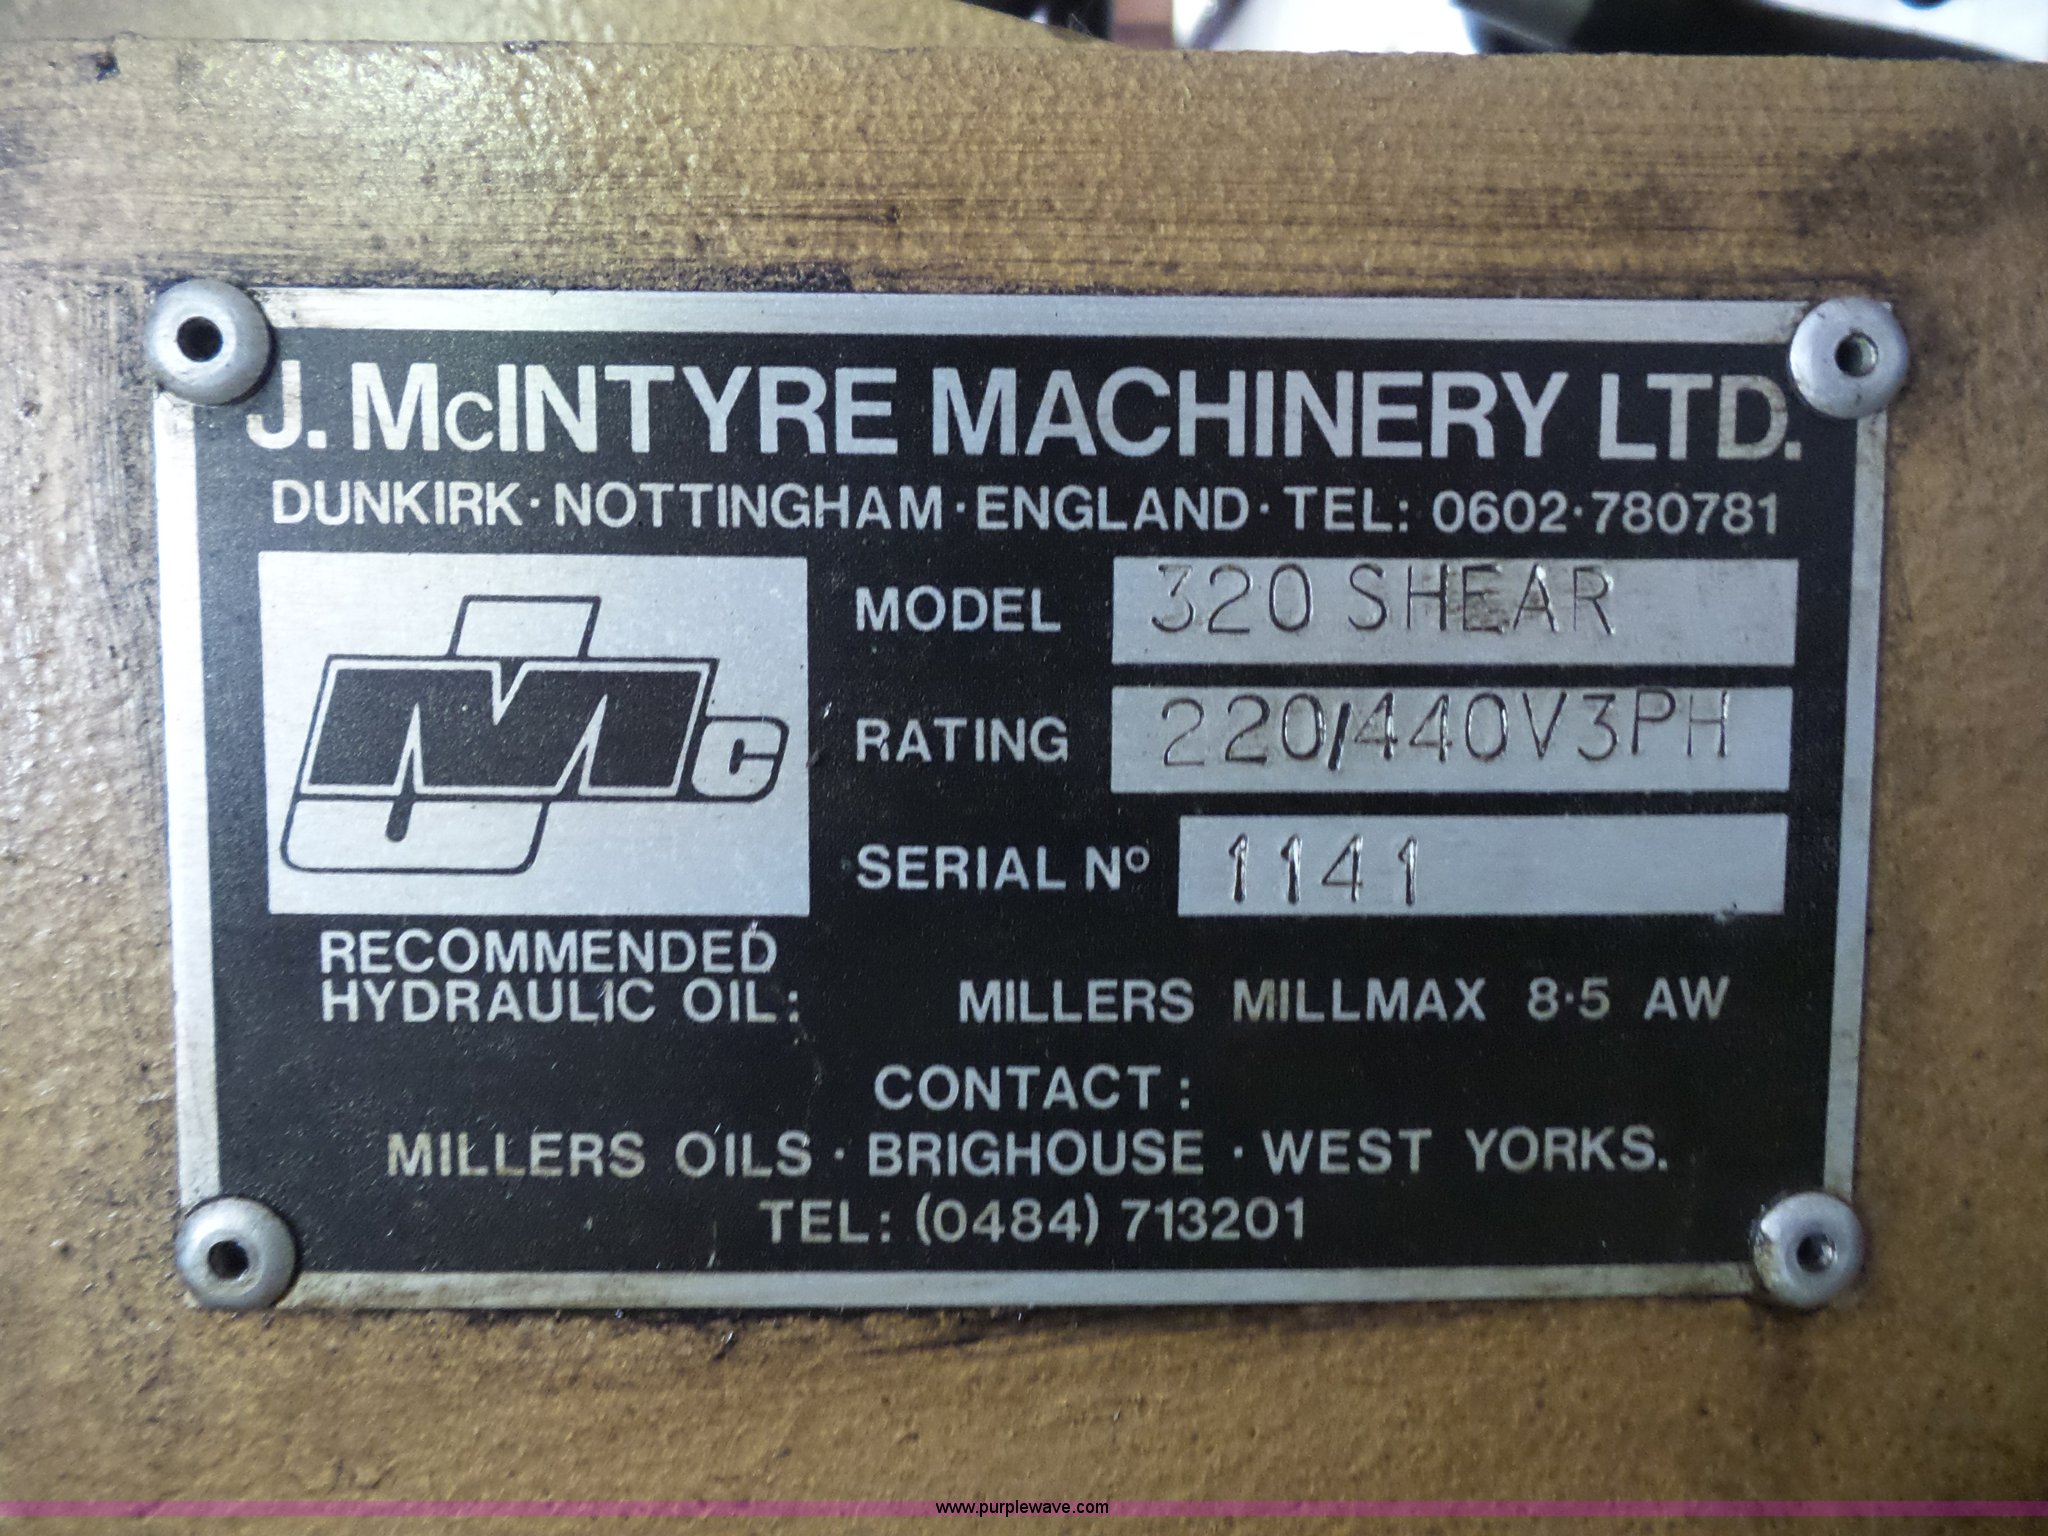 J. McINTYRE MACHINERY LTD.
DUNKIRK · NOTTINGHAM · ENGLAND · TEL: 0602·780781
JMc
MODEL 320 SHEAR
RATING 220/440V3PH
SERIAL Nº 1141
RECOMMENDED
HYDRAULIC OIL: MILLERS MILLMAX 8·5 AW
CONTACT:
MILLERS OILS · BRIGHOUSE · WEST YORKS.
TEL: (0484) 713201
www.purplewave.com